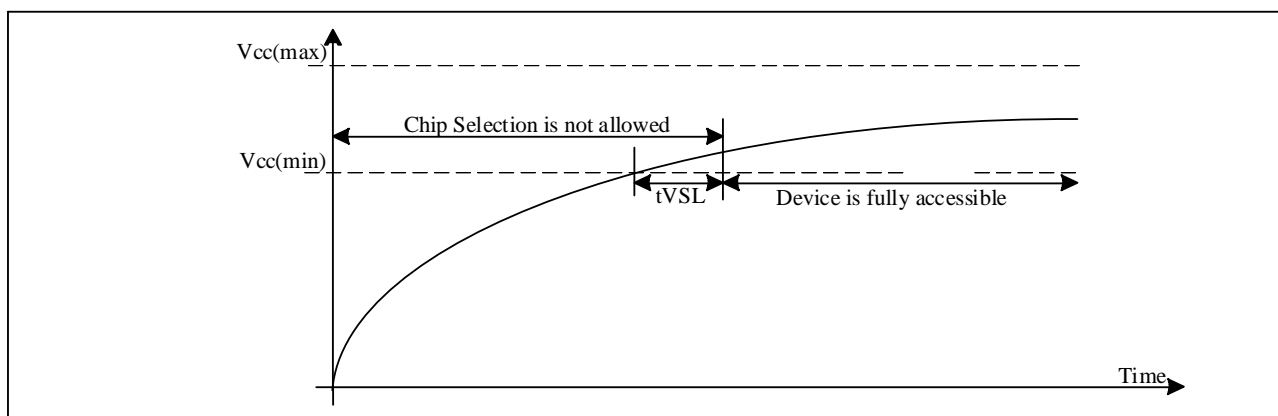 Vcc(max)
Chip Selection is not allowed
Vcc(min)
tVSL
Device is fully accessible
Time